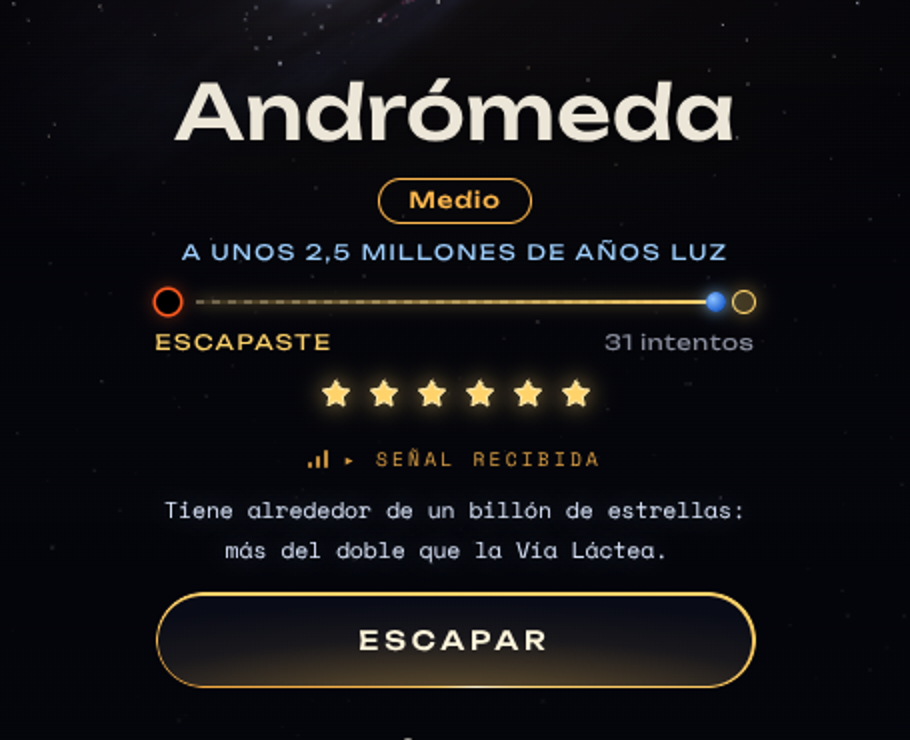 Andrómeda
Medio
A UNOS 2,5 MILLONES DE AÑOS LUZ
ESCAPASTE 31 intentos
▸ SEÑAL RECIBIDA
Tiene alrededor de un billón de estrellas:
más del doble que la Vía Láctea.
ESCAPAR